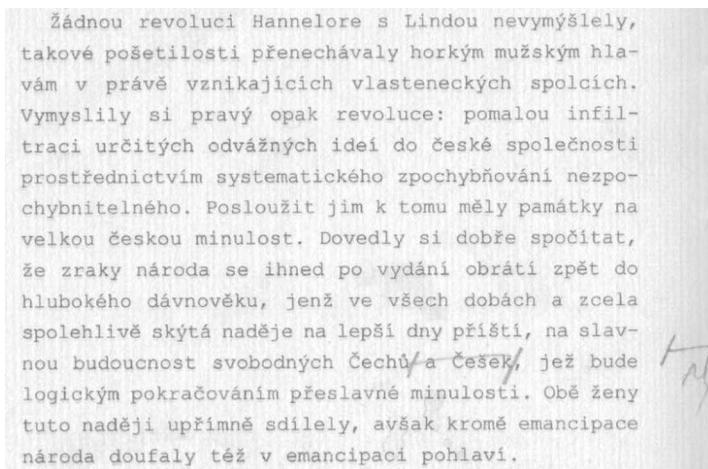 Žádnou revoluci Hannelore s Lindou nevymýšlely,
takové pošetilosti přenechávaly horkým mužským hla-
vám v právě vznikajících vlasteneckých spolcích.
Vymyslily si pravý opak revoluce: pomalou infil-
traci určitých odvážných ideí do české společnosti
prostřednictvím systematického zpochybňování nezpo-
chybnitelného. Posloužit jim k tomu měly památky na
velkou českou minulost. Dovedly si dobře spočítat,
že zraky národa se ihned po vydání obrátí zpět do
hlubokého dávnověku, jenž ve všech dobách a zcela
spolehlivě skýtá naděje na lepší dny příští, na slav-
nou budoucnost svobodných Čechů a Češek, jež bude
logickým pokračováním přeslavné minulosti. Obě ženy
tuto naději upřímně sdílely, avšak kromě emancipace
národa doufaly též v emancipaci pohlaví.